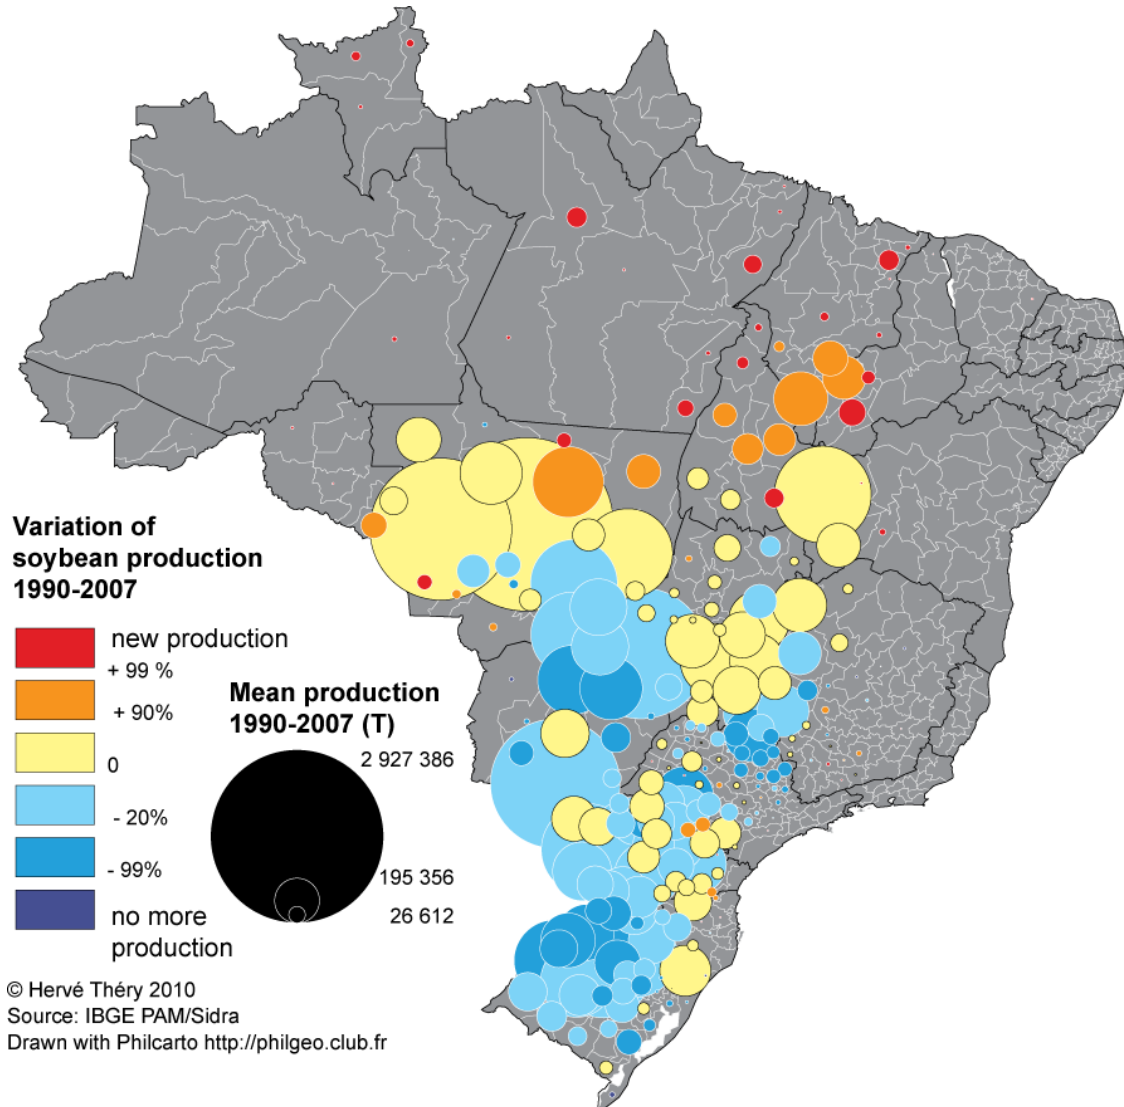 Variation of
soybean production
1990-2007
new production
+ 99 %
+ 90%
0
- 20%
- 99%
no more
production
Mean production
1990-2007 (T)
2 927 386
195 356
26 612
© Hervé Théry 2010
Source: IBGE PAM/Sidra
Drawn with Philcarto http://philgeo.club.fr